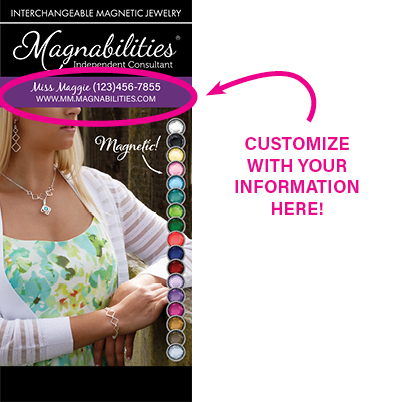 INTERCHANGEABLE MAGNETIC JEWELRY
Magnabilities®
Independent Consultant
Miss Maggie (123)456-7855
WWW.MM.MAGNABILITIES.COM
Magnetic!
CUSTOMIZE
WITH YOUR
INFORMATION
HERE!